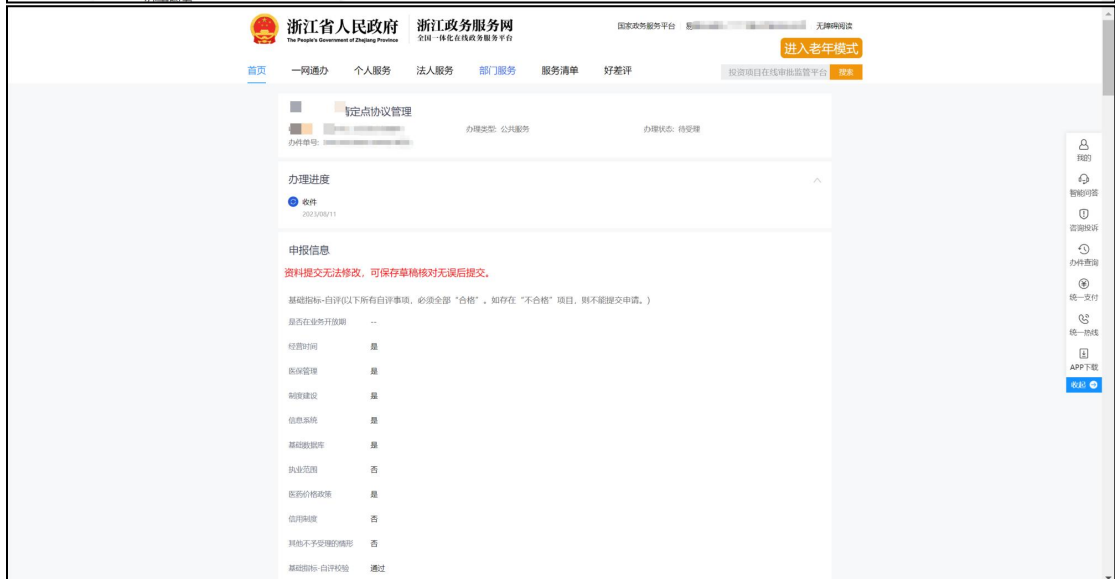 浙江省人民政府
The People's Government of Zhejiang Province
浙江政务服务网
全国一体化在线政务服务平台
国家政务服务平台
无障碍阅读
进入老年模式
首页 一网通办 个人服务 法人服务 部门服务 服务清单 好差评
投资项目在线审批监管平台 搜索
请定点协议管理
办理类型: 公共服务 办理状态: 待受理
办件单号:
办理进度
收件
2023/08/11
申报信息
资料提交无法修改，可保存草稿核对无误后提交。
基础指标-自评(以下所有自评事项，必须全部“合格”。如存在“不合格”项目，则不能提交申请。)
是否在业务开放期 --
经营时间 是
医保管理 是
制度建设 是
信息系统 是
基础数据库 是
执业范围 否
医药价格政策 是
信用制度 否
其他不予受理的情形 否
基础指标-自评校验 通过
我的
智能问答
咨询投诉
办件查询
统一支付
统一热线
APP下载
收起